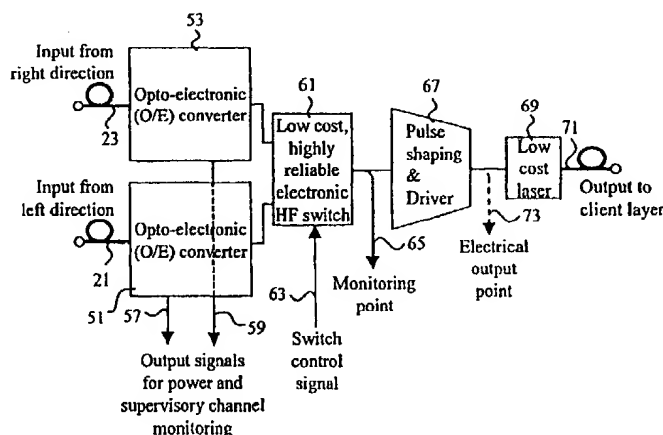 53
Input from
right direction
Opto-electronic
(O/E) converter
23
61
Low cost,
highly
reliable
electronic
HF switch
67
Pulse
shaping
&
Driver
69
Low
cost
laser
71
Output to
client layer
Input from
left direction
Opto-electronic
(O/E) converter
21
51
57
59
63
65
73
Monitoring
point
Electrical
output
point
Output signals
for power and
supervisory channel
monitoring
Switch
control
signal